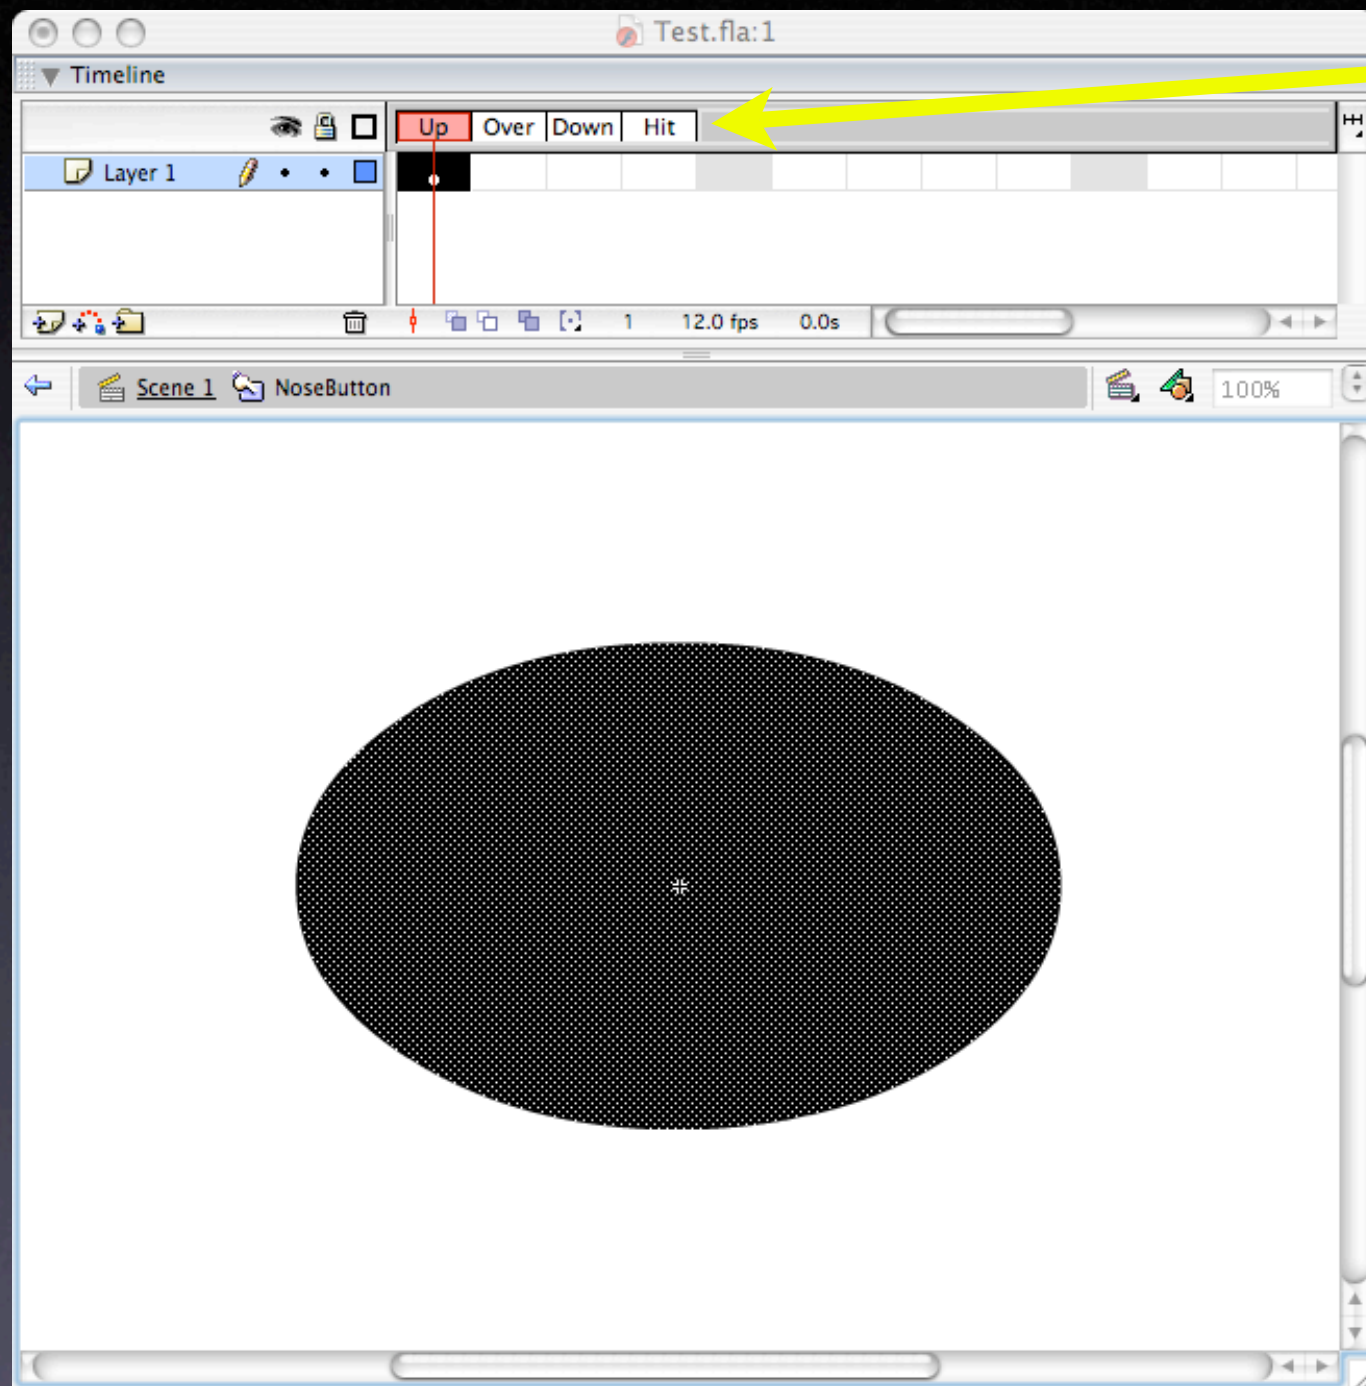 Test.fla:1
Timeline
Up Over Down Hit
Layer 1
1 12.0 fps 0.0s
Scene 1 NoseButton 100%